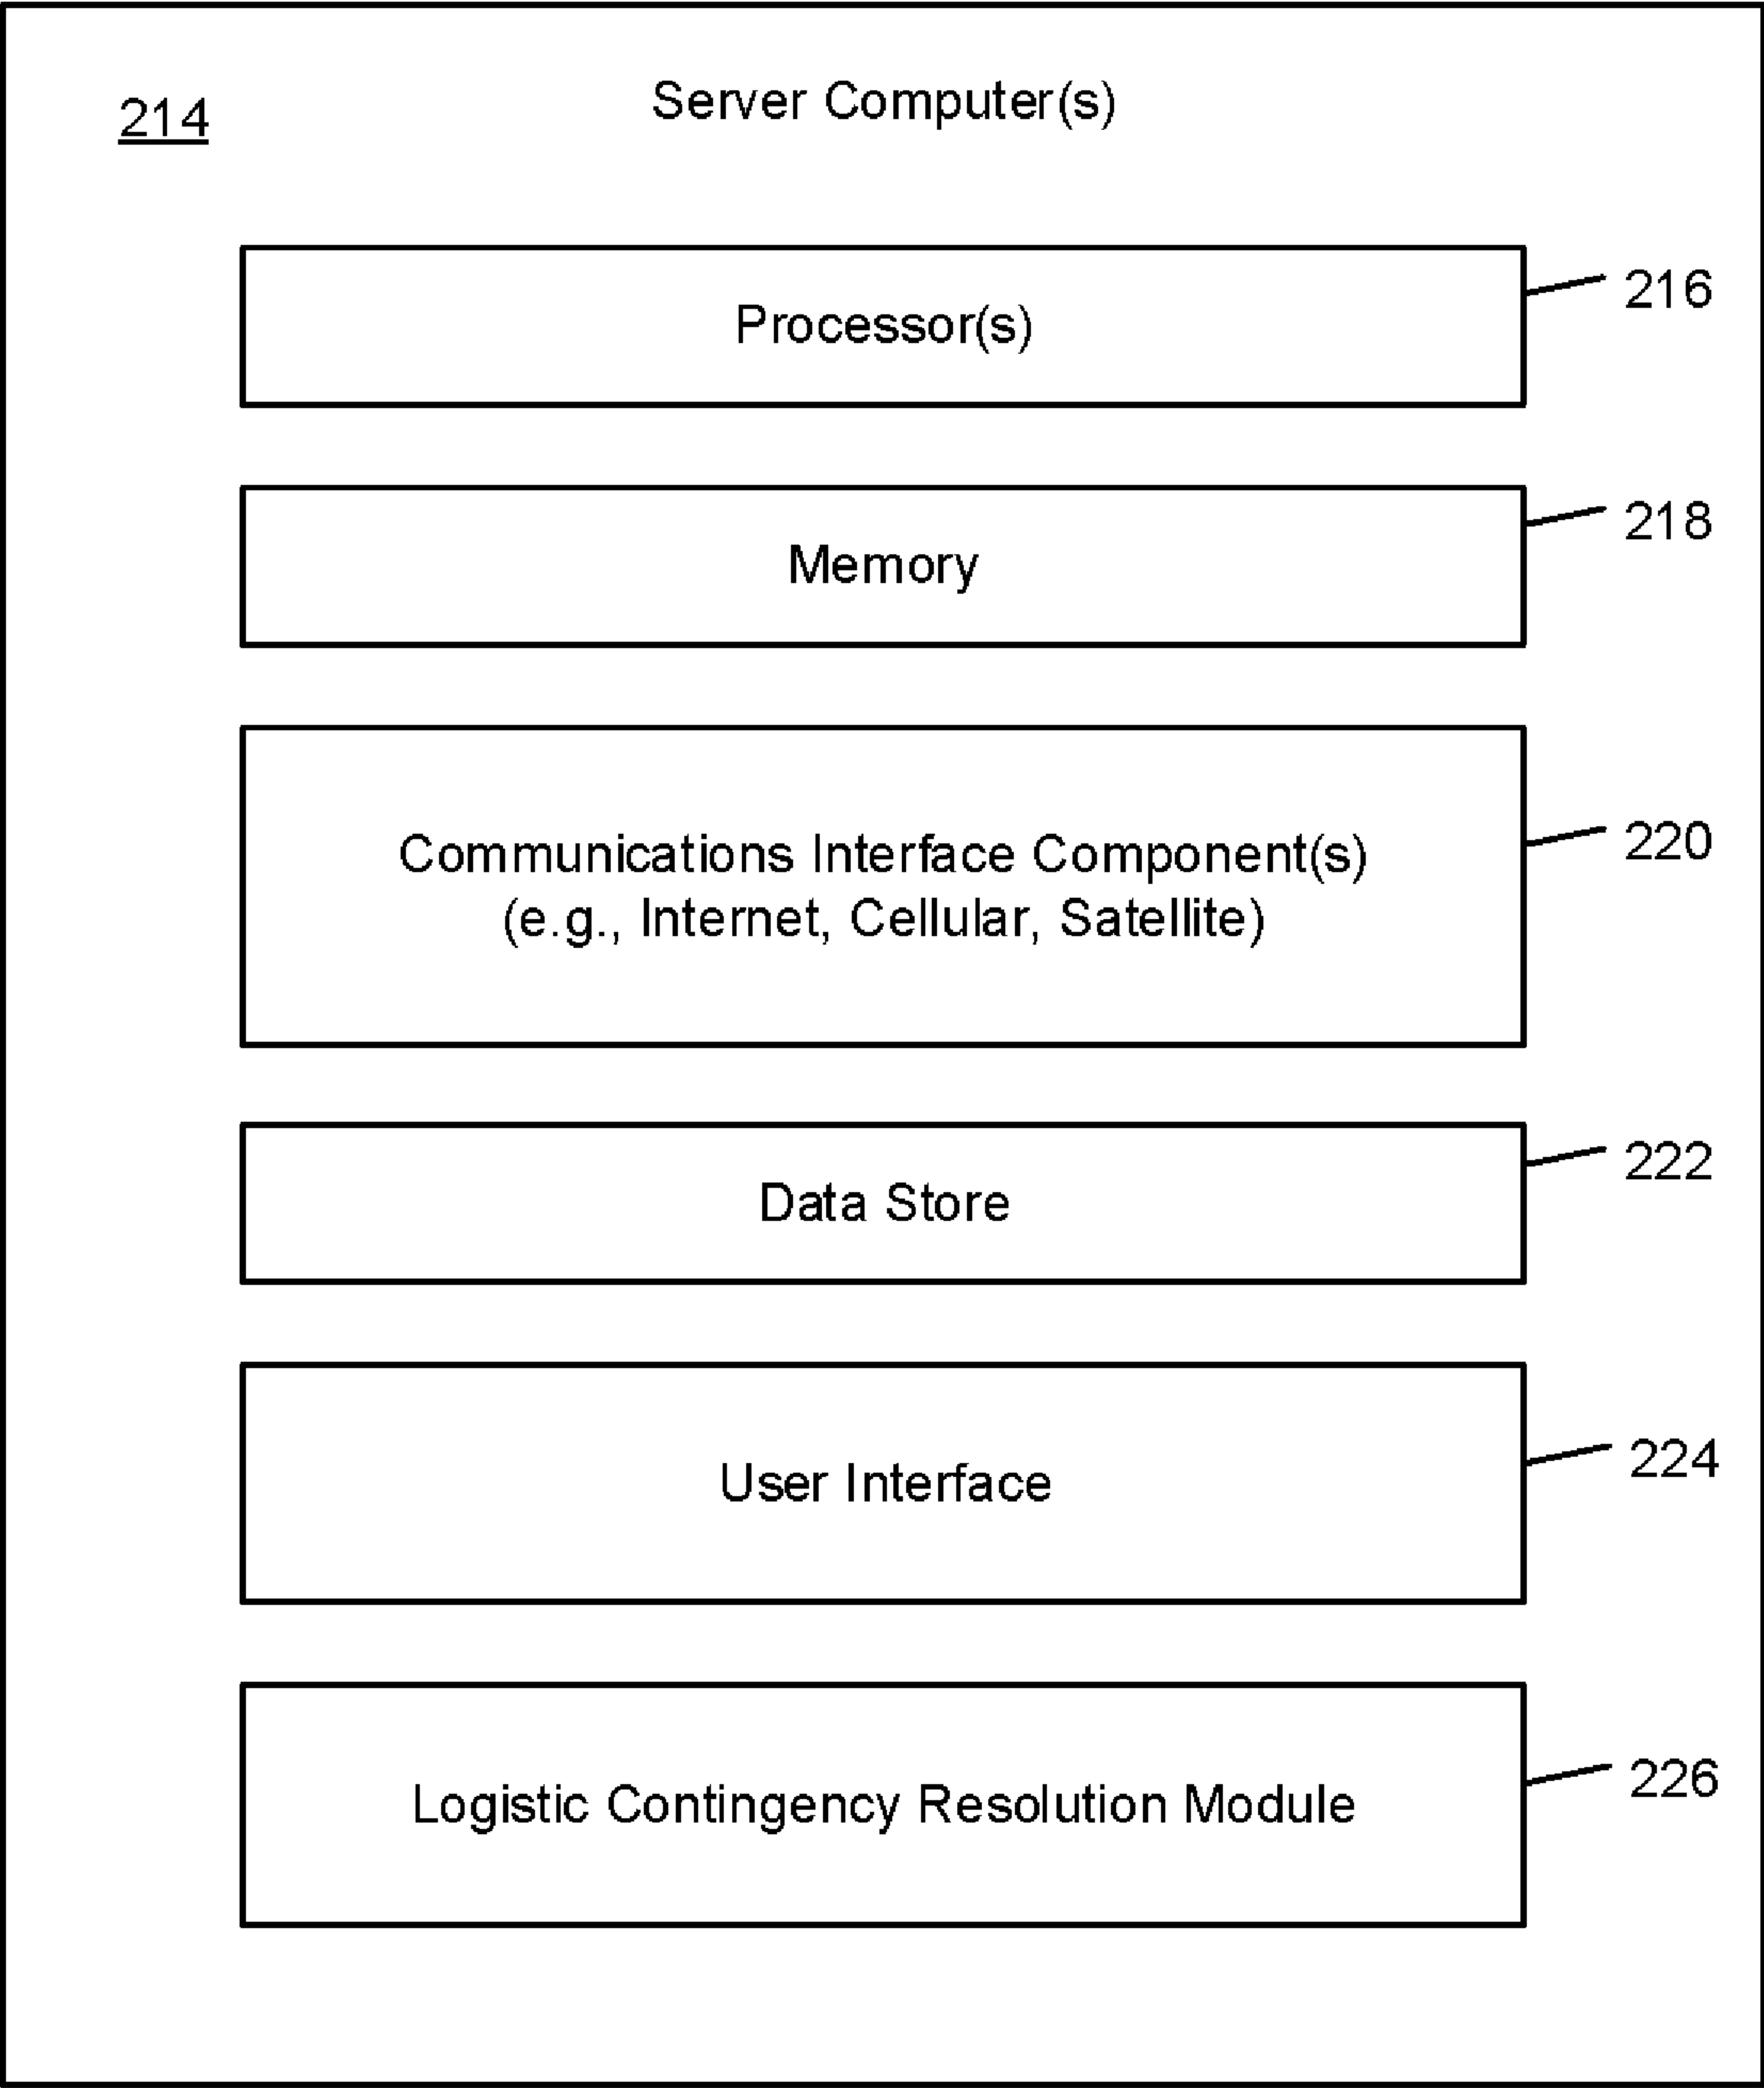 Server Computer(s)
214
Processor(s)
216
Memory
218
Communications Interface Component(s)
(e.g., Internet, Cellular, Satellite)
220
Data Store
222
User Interface
224
Logistic Contingency Resolution Module
226